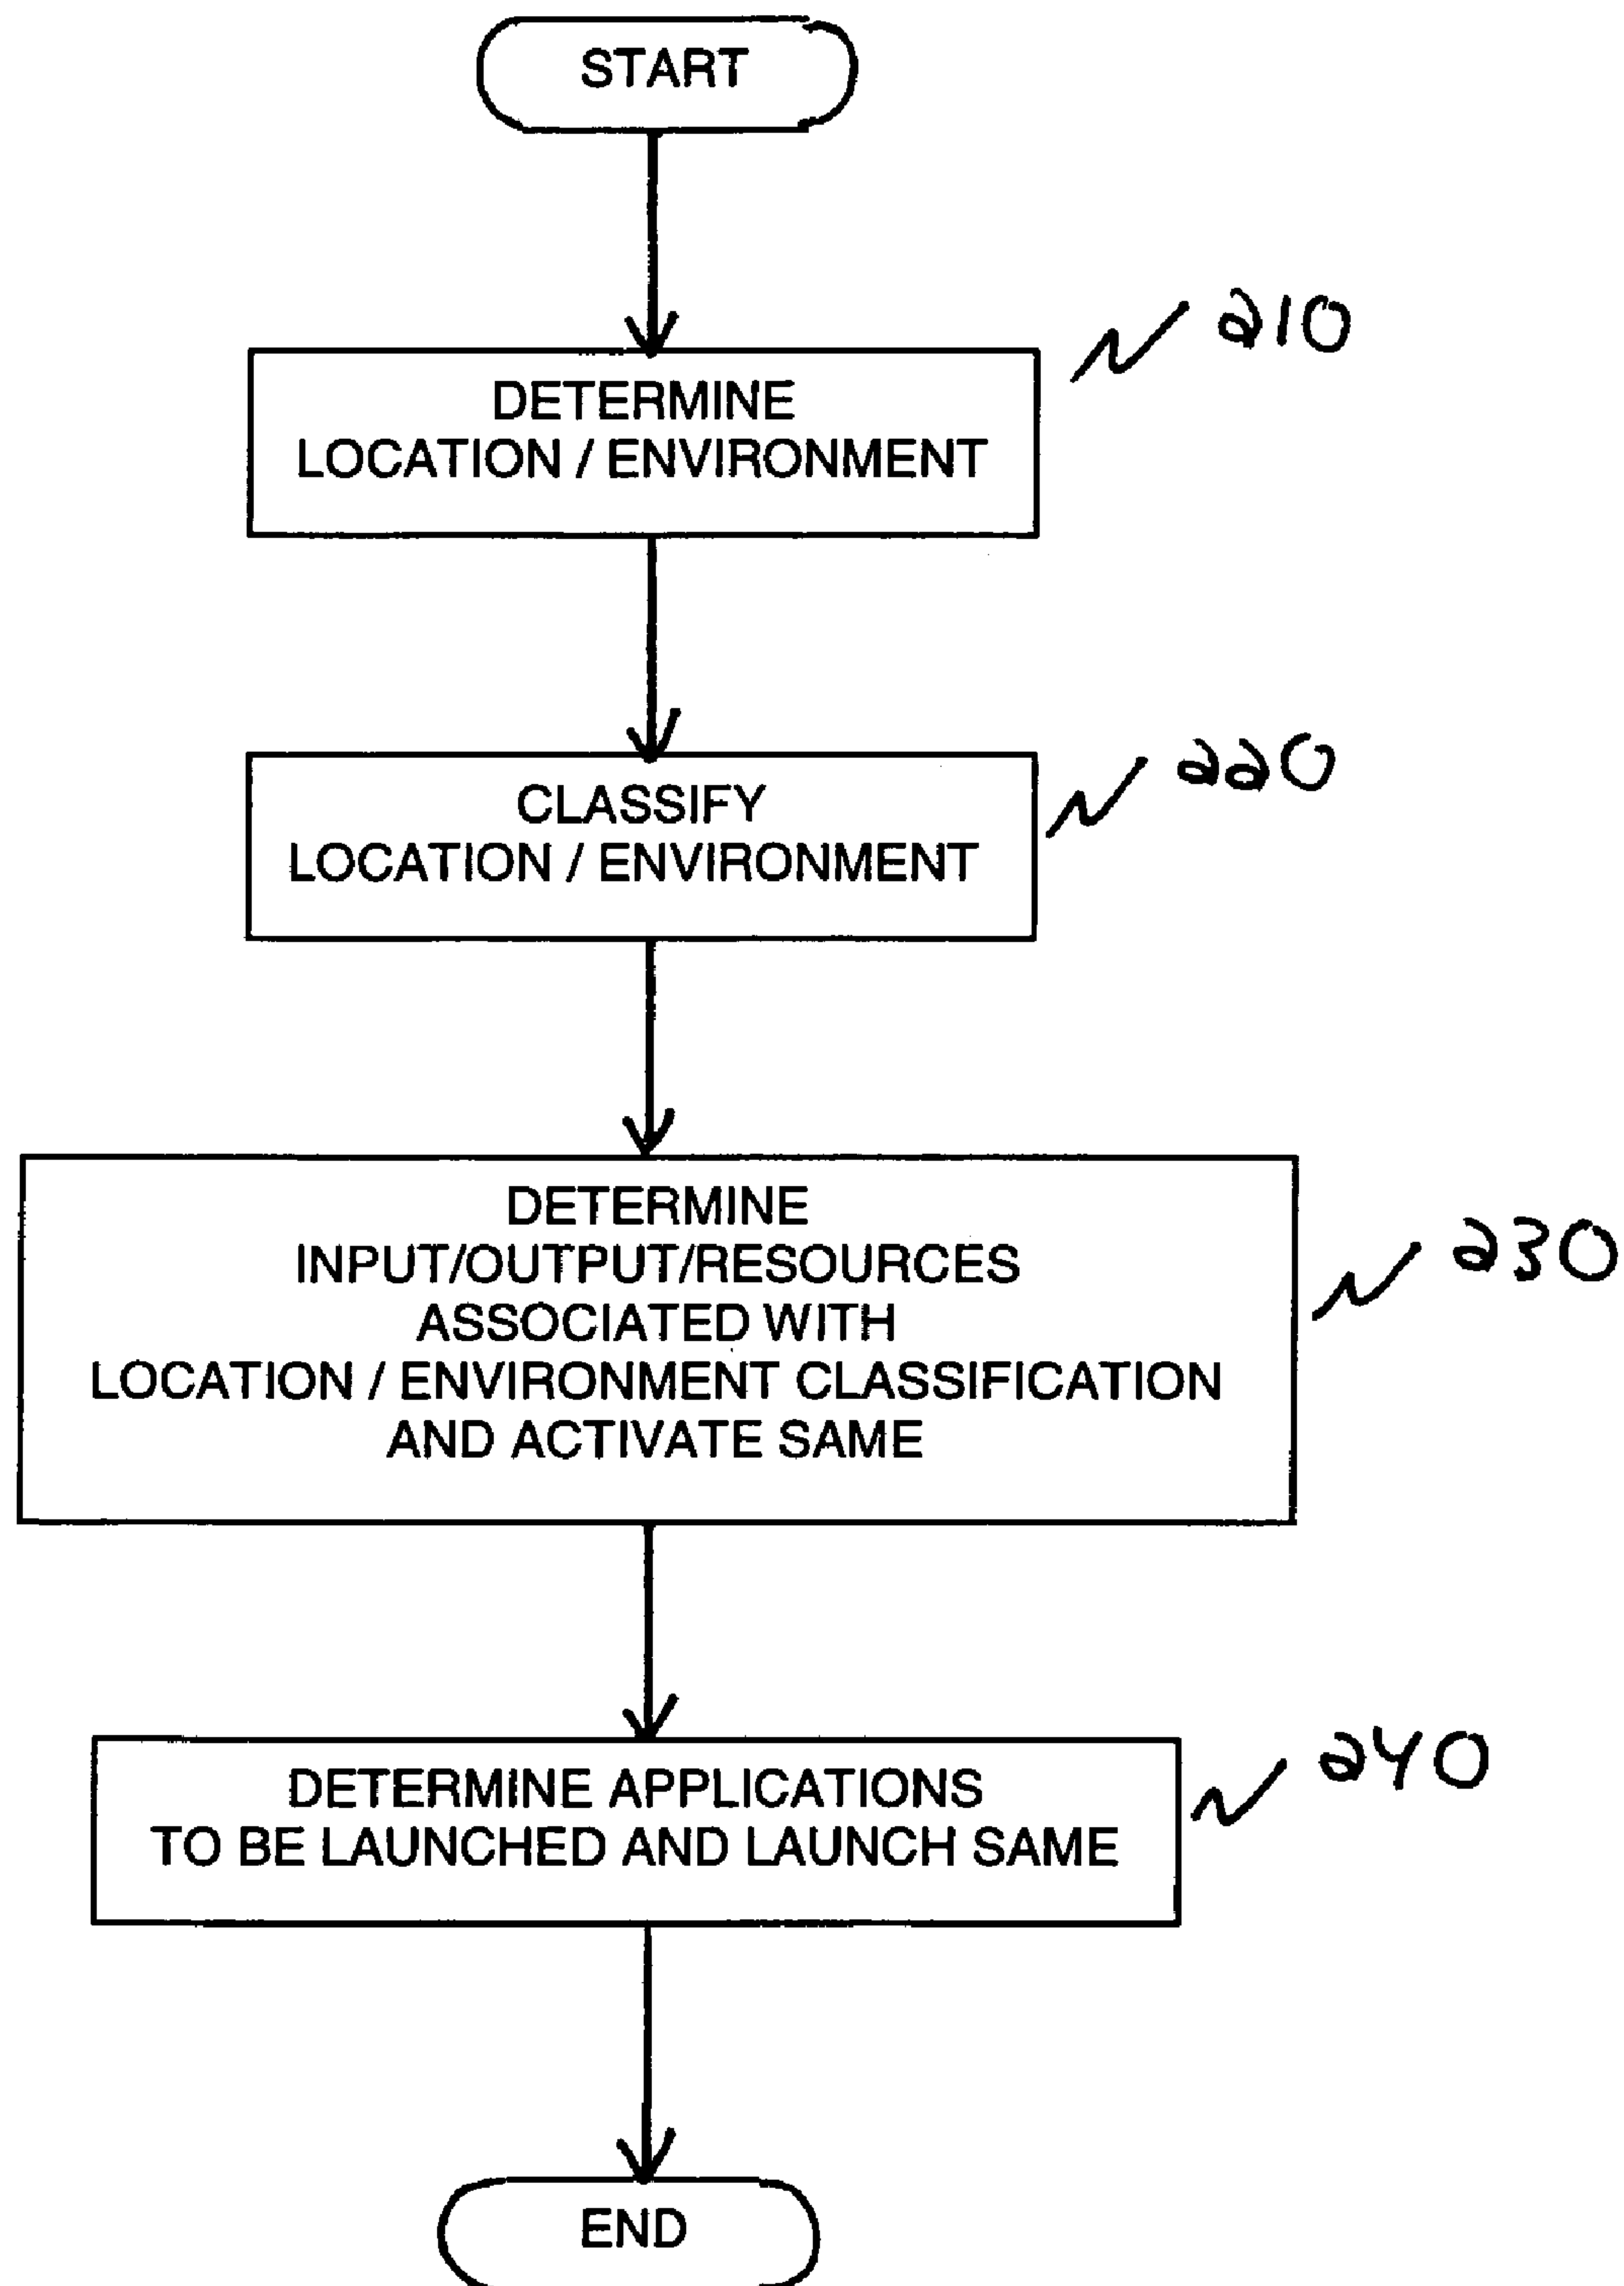 START
210
DETERMINE
LOCATION / ENVIRONMENT
220
CLASSIFY
LOCATION / ENVIRONMENT
230
DETERMINE
INPUT/OUTPUT/RESOURCES
ASSOCIATED WITH
LOCATION / ENVIRONMENT CLASSIFICATION
AND ACTIVATE SAME
240
DETERMINE APPLICATIONS
TO BE LAUNCHED AND LAUNCH SAME
END